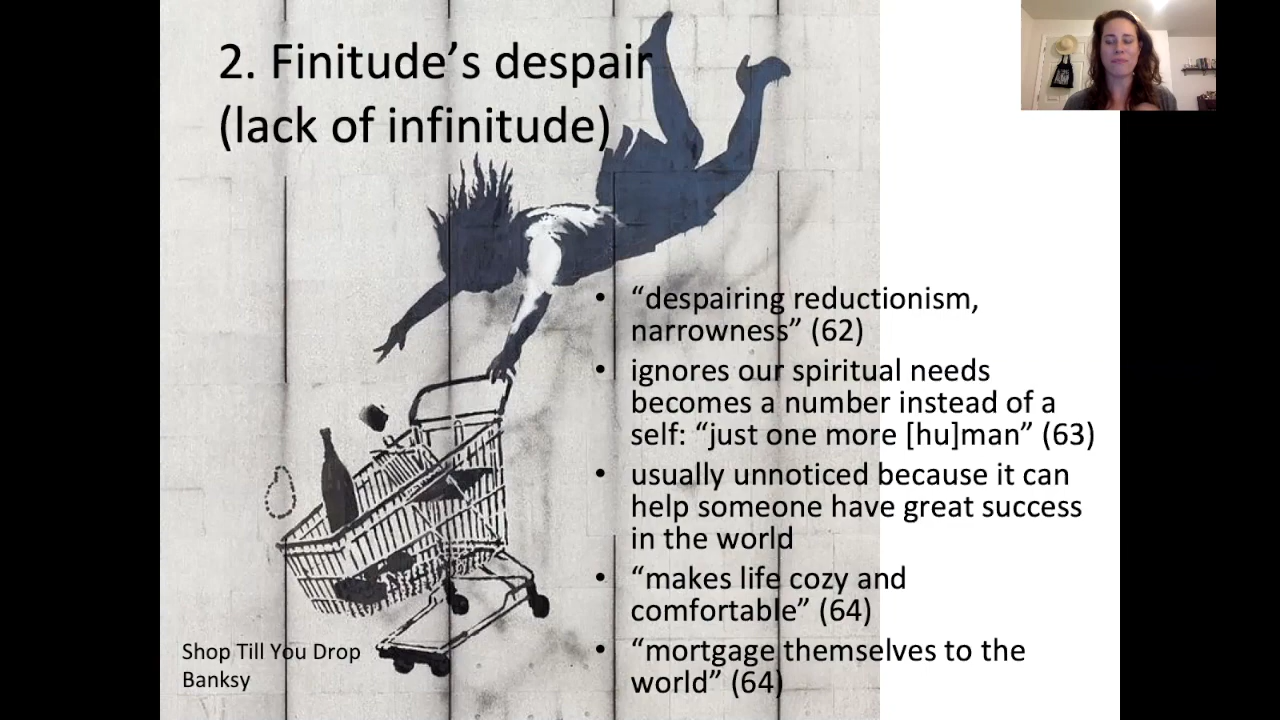 2. Finitude’s despair
(lack of infinitude)
• “despairing reductionism,
narrowness” (62)
• ignores our spiritual needs
becomes a number instead of a
self: “just one more [hu]man” (63)
• usually unnoticed because it can
help someone have great success
in the world
• “makes life cozy and
comfortable” (64)
• “mortgage themselves to the
world” (64)
Shop Till You Drop
Banksy